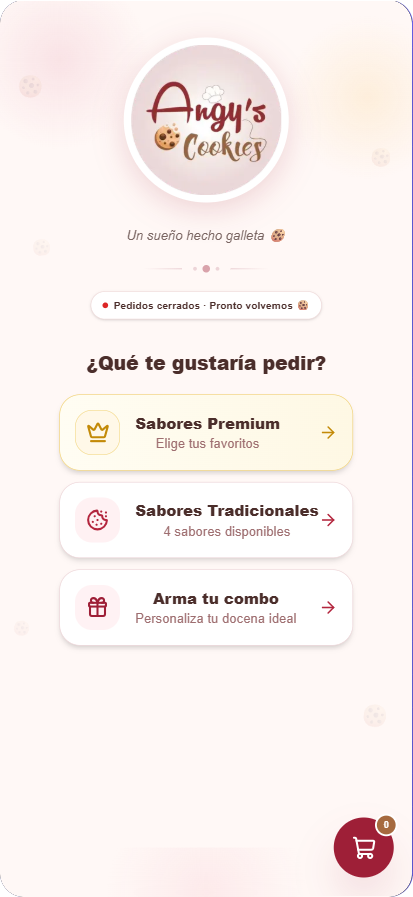 Angy's
Cookies
Un sueño hecho galleta 🍪
Pedidos cerrados · Pronto volvemos 🍪
¿Qué te gustaría pedir?
Sabores Premium
Elige tus favoritos
Sabores Tradicionales
4 sabores disponibles
Arma tu combo
Personaliza tu docena ideal
0